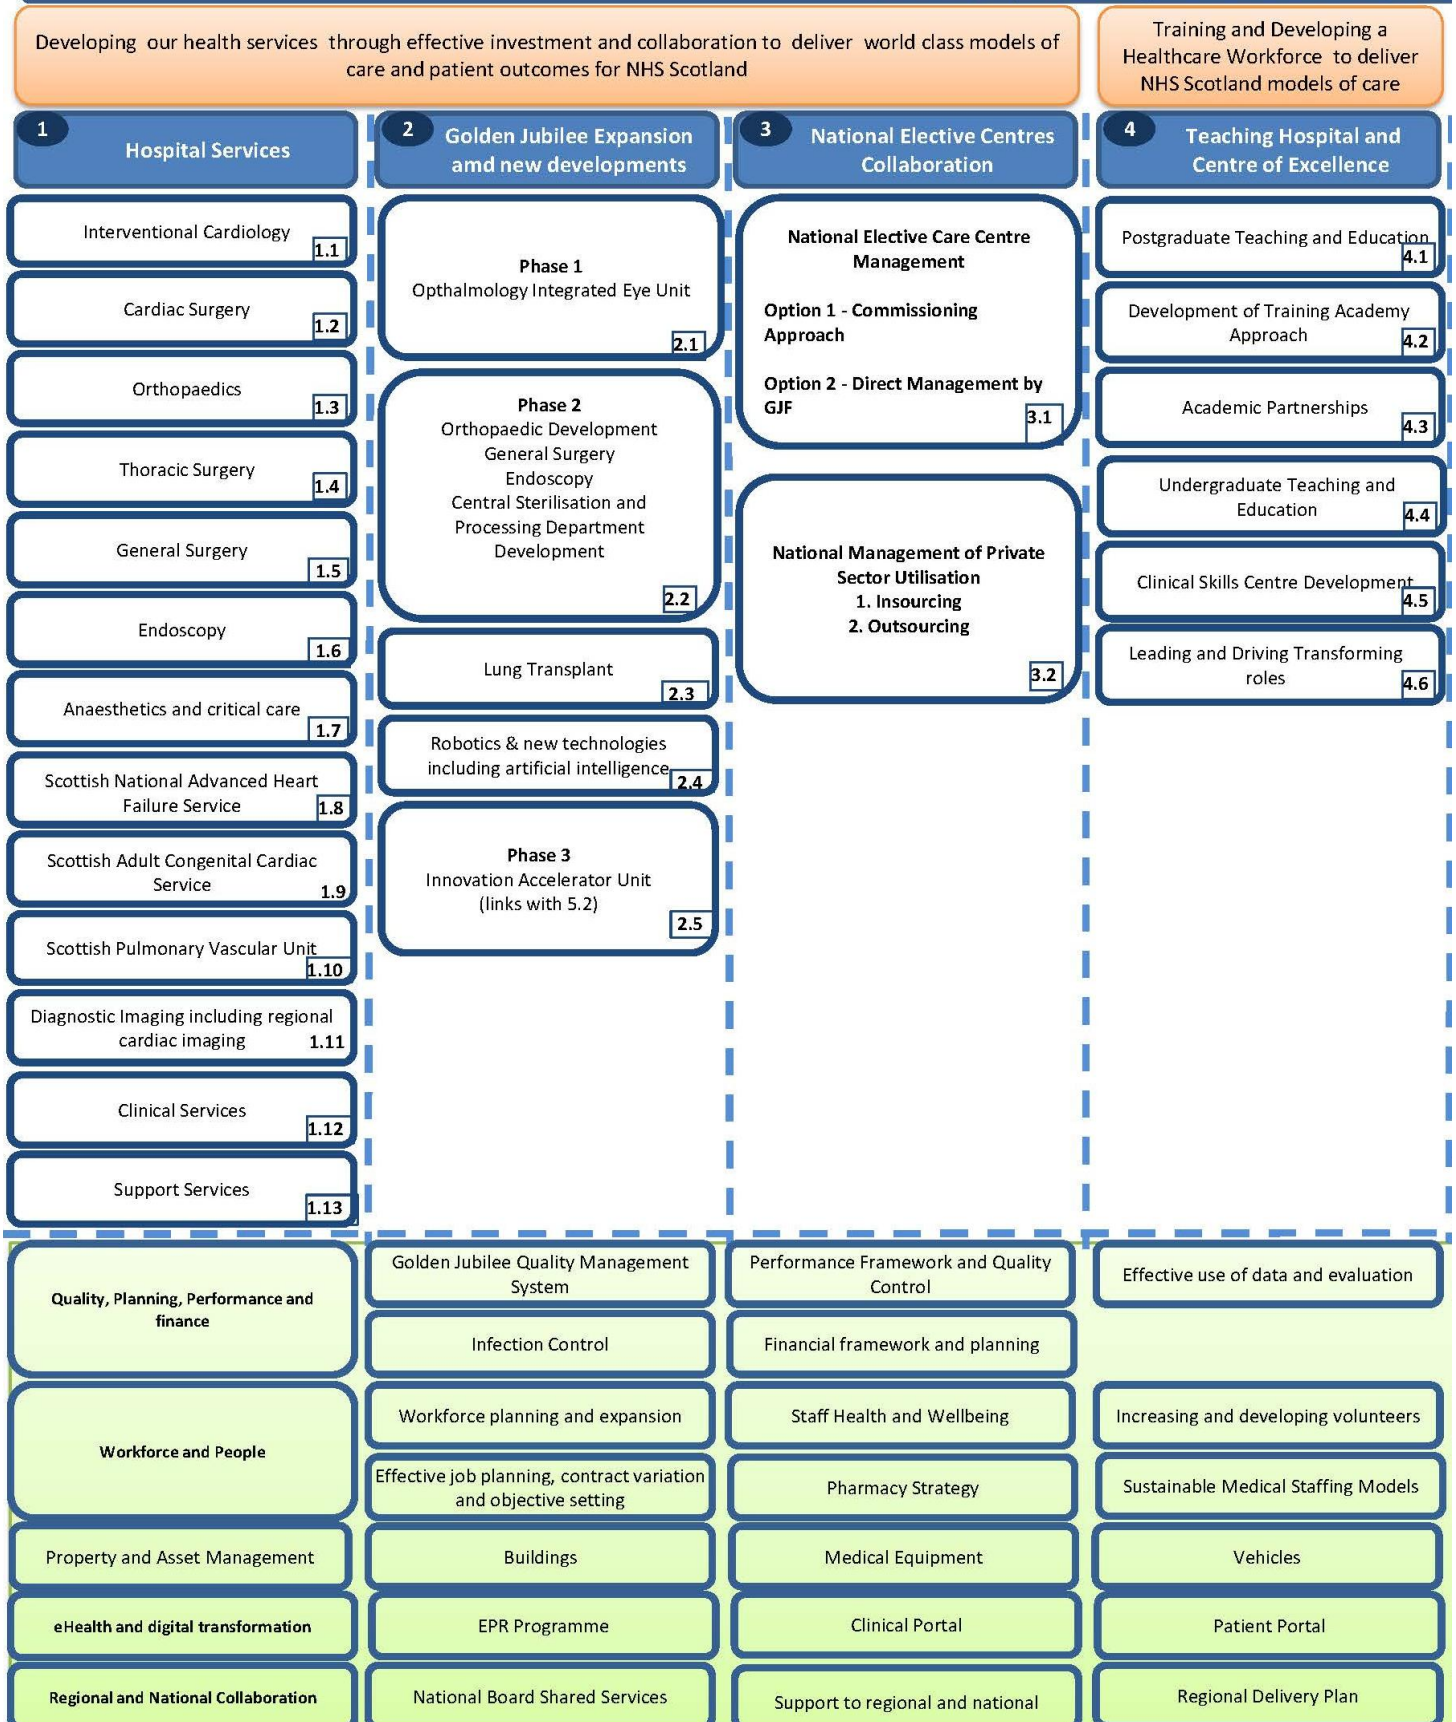 Developing our health services through effective investment and collaboration to deliver world class models of
care and patient outcomes for NHS Scotland
Training and Developing a
Healthcare Workforce to deliver
NHS Scotland models of care
1
Hospital Services
2
Golden Jubilee Expansion
amd new developments
3
National Elective Centres
Collaboration
4
Teaching Hospital and
Centre of Excellence
Interventional Cardiology
1.1
Cardiac Surgery
1.2
Orthopaedics
1.3
Thoracic Surgery
1.4
General Surgery
1.5
Endoscopy
1.6
Anaesthetics and critical care
1.7
Scottish National Advanced Heart
Failure Service
1.8
Scottish Adult Congenital Cardiac
Service
1.9
Scottish Pulmonary Vascular Unit
1.10
Diagnostic Imaging including regional
cardiac imaging
1.11
Clinical Services
1.12
Support Services
1.13
Phase 1
Opthalmology Integrated Eye Unit
2.1
Phase 2
Orthopaedic Development
General Surgery
Endoscopy
Central Sterilisation and
Processing Department
Development
2.2
Lung Transplant
2.3
Robotics & new technologies
including artificial intelligence
2.4
Phase 3
Innovation Accelerator Unit
(links with 5.2)
2.5
National Elective Care Centre
Management
Option 1 - Commissioning
Approach
Option 2 - Direct Management by
GJF
3.1
National Management of Private
Sector Utilisation
1. Insourcing
2. Outsourcing
3.2
Postgraduate Teaching and Education
4.1
Development of Training Academy
Approach
4.2
Academic Partnerships
4.3
Undergraduate Teaching and
Education
4.4
Clinical Skills Centre Development
4.5
Leading and Driving Transforming
roles
4.6
Quality, Planning, Performance and
finance
Golden Jubilee Quality Management
System
Performance Framework and Quality
Control
Effective use of data and evaluation
Infection Control
Financial framework and planning
Workforce and People
Workforce planning and expansion
Staff Health and Wellbeing
Increasing and developing volunteers
Effective job planning, contract variation
and objective setting
Pharmacy Strategy
Sustainable Medical Staffing Models
Property and Asset Management
Buildings
Medical Equipment
Vehicles
eHealth and digital transformation
EPR Programme
Clinical Portal
Patient Portal
Regional and National Collaboration
National Board Shared Services
Support to regional and national
Regional Delivery Plan